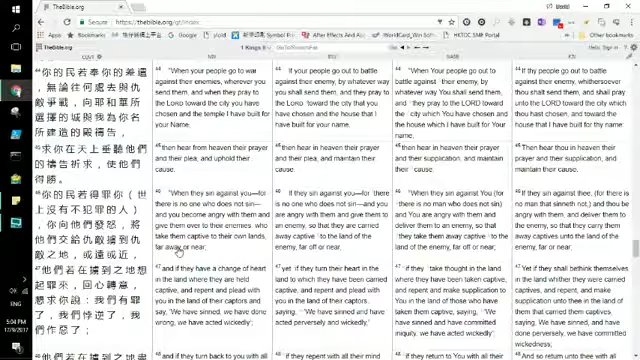 TheBible.org
Secure
https://thebible.org/gt/index
TheBible.org
1 Kings 8
Hello Sign In
CGST
NIV
ESV
NASB
KJV
44 你的民若奉你的差遣，無論往何處去與仇敵爭戰，向耶和華所選擇的城與我為你名所建造的殿禱告，
44 "When your people go to war against their enemies, wherever you send them, and when they pray to the LORD toward the city you have chosen and the temple I have built for your Name,
44 "If your people go out to battle against their enemy, by whatever way you shall send them, and they pray to the LORD toward the city that you have chosen and the house that I have built for your name,
44 "When Your people go out to battle against their enemy, by whatever way You shall send them, and they pray to the LORD toward the city which You have chosen and the house which I have built for Your name,
44 If thy people go out to battle against their enemy, whithersoever thou shalt send them, and shall pray unto the LORD toward the city which thou hast chosen, and toward the house that I have built for thy name:
45 求你在天上垂聽他們的禱告祈求，使他們得勝。
45 then hear from heaven their prayer and their plea, and uphold their cause.
45 then hear in heaven their prayer and their plea, and maintain their cause.
45 then hear in heaven their prayer and their supplication, and maintain their cause.
45 Then hear thou in heaven their prayer and their supplication, and maintain their cause.
46 你的民若得罪你（世上沒有不犯罪的人），你向他們發怒，將他們交給仇敵擄到仇敵之地，或遠或近，
46 "When they sin against you—for there is no one who does not sin—and you become angry with them and give them over to their enemies, who take them captive to their own lands, far away or near;
46 "If they sin against you—for there is no one who does not sin—and you are angry with them and give them to an enemy, so that they are carried away captive to the land of the enemy, far off or near,
46 "When they sin against You (for there is no man who does not sin) and You are angry with them and deliver them to an enemy, so that they take them away captive to the land of the enemy, far off or near;
46 If they sin against thee, (for there is no man that sinneth not,) and thou be angry with them, and deliver them to the enemy, so that they carry them away captives unto the land of the enemy, far or near;
47 他們若在擄到之地想起罪來，回心轉意，懇求你說：我們有罪了，我們悖逆了，我們作惡了；
47 and if they have a change of heart in the land where they are held captive, and repent and plead with you in the land of their captors and say, 'We have sinned, we have done wrong, we have acted wickedly';
47 yet if they turn their heart in the land to which they have been carried captive, and repent and plead with you in the land of their captors, saying, 'We have sinned and have acted perversely and wickedly,'
47 if they take thought in the land where they have been taken captive, and repent and make supplication to You in the land of those who have taken them captive, saying, 'We have sinned and have committed iniquity, we have acted wickedly';
47 Yet if they shall bethink themselves in the land whither they were carried captives, and repent, and make supplication unto thee in the land of them that carried them captives, saying, We have sinned, and have done perversely, we have committed wickedness;
48 他們若在擄到之地盡
48 and if they turn back to you with all
48 if they repent with all their mind
48 if they return to You with all their
48 And so return unto thee with all
5:04 PM
17/9/2017